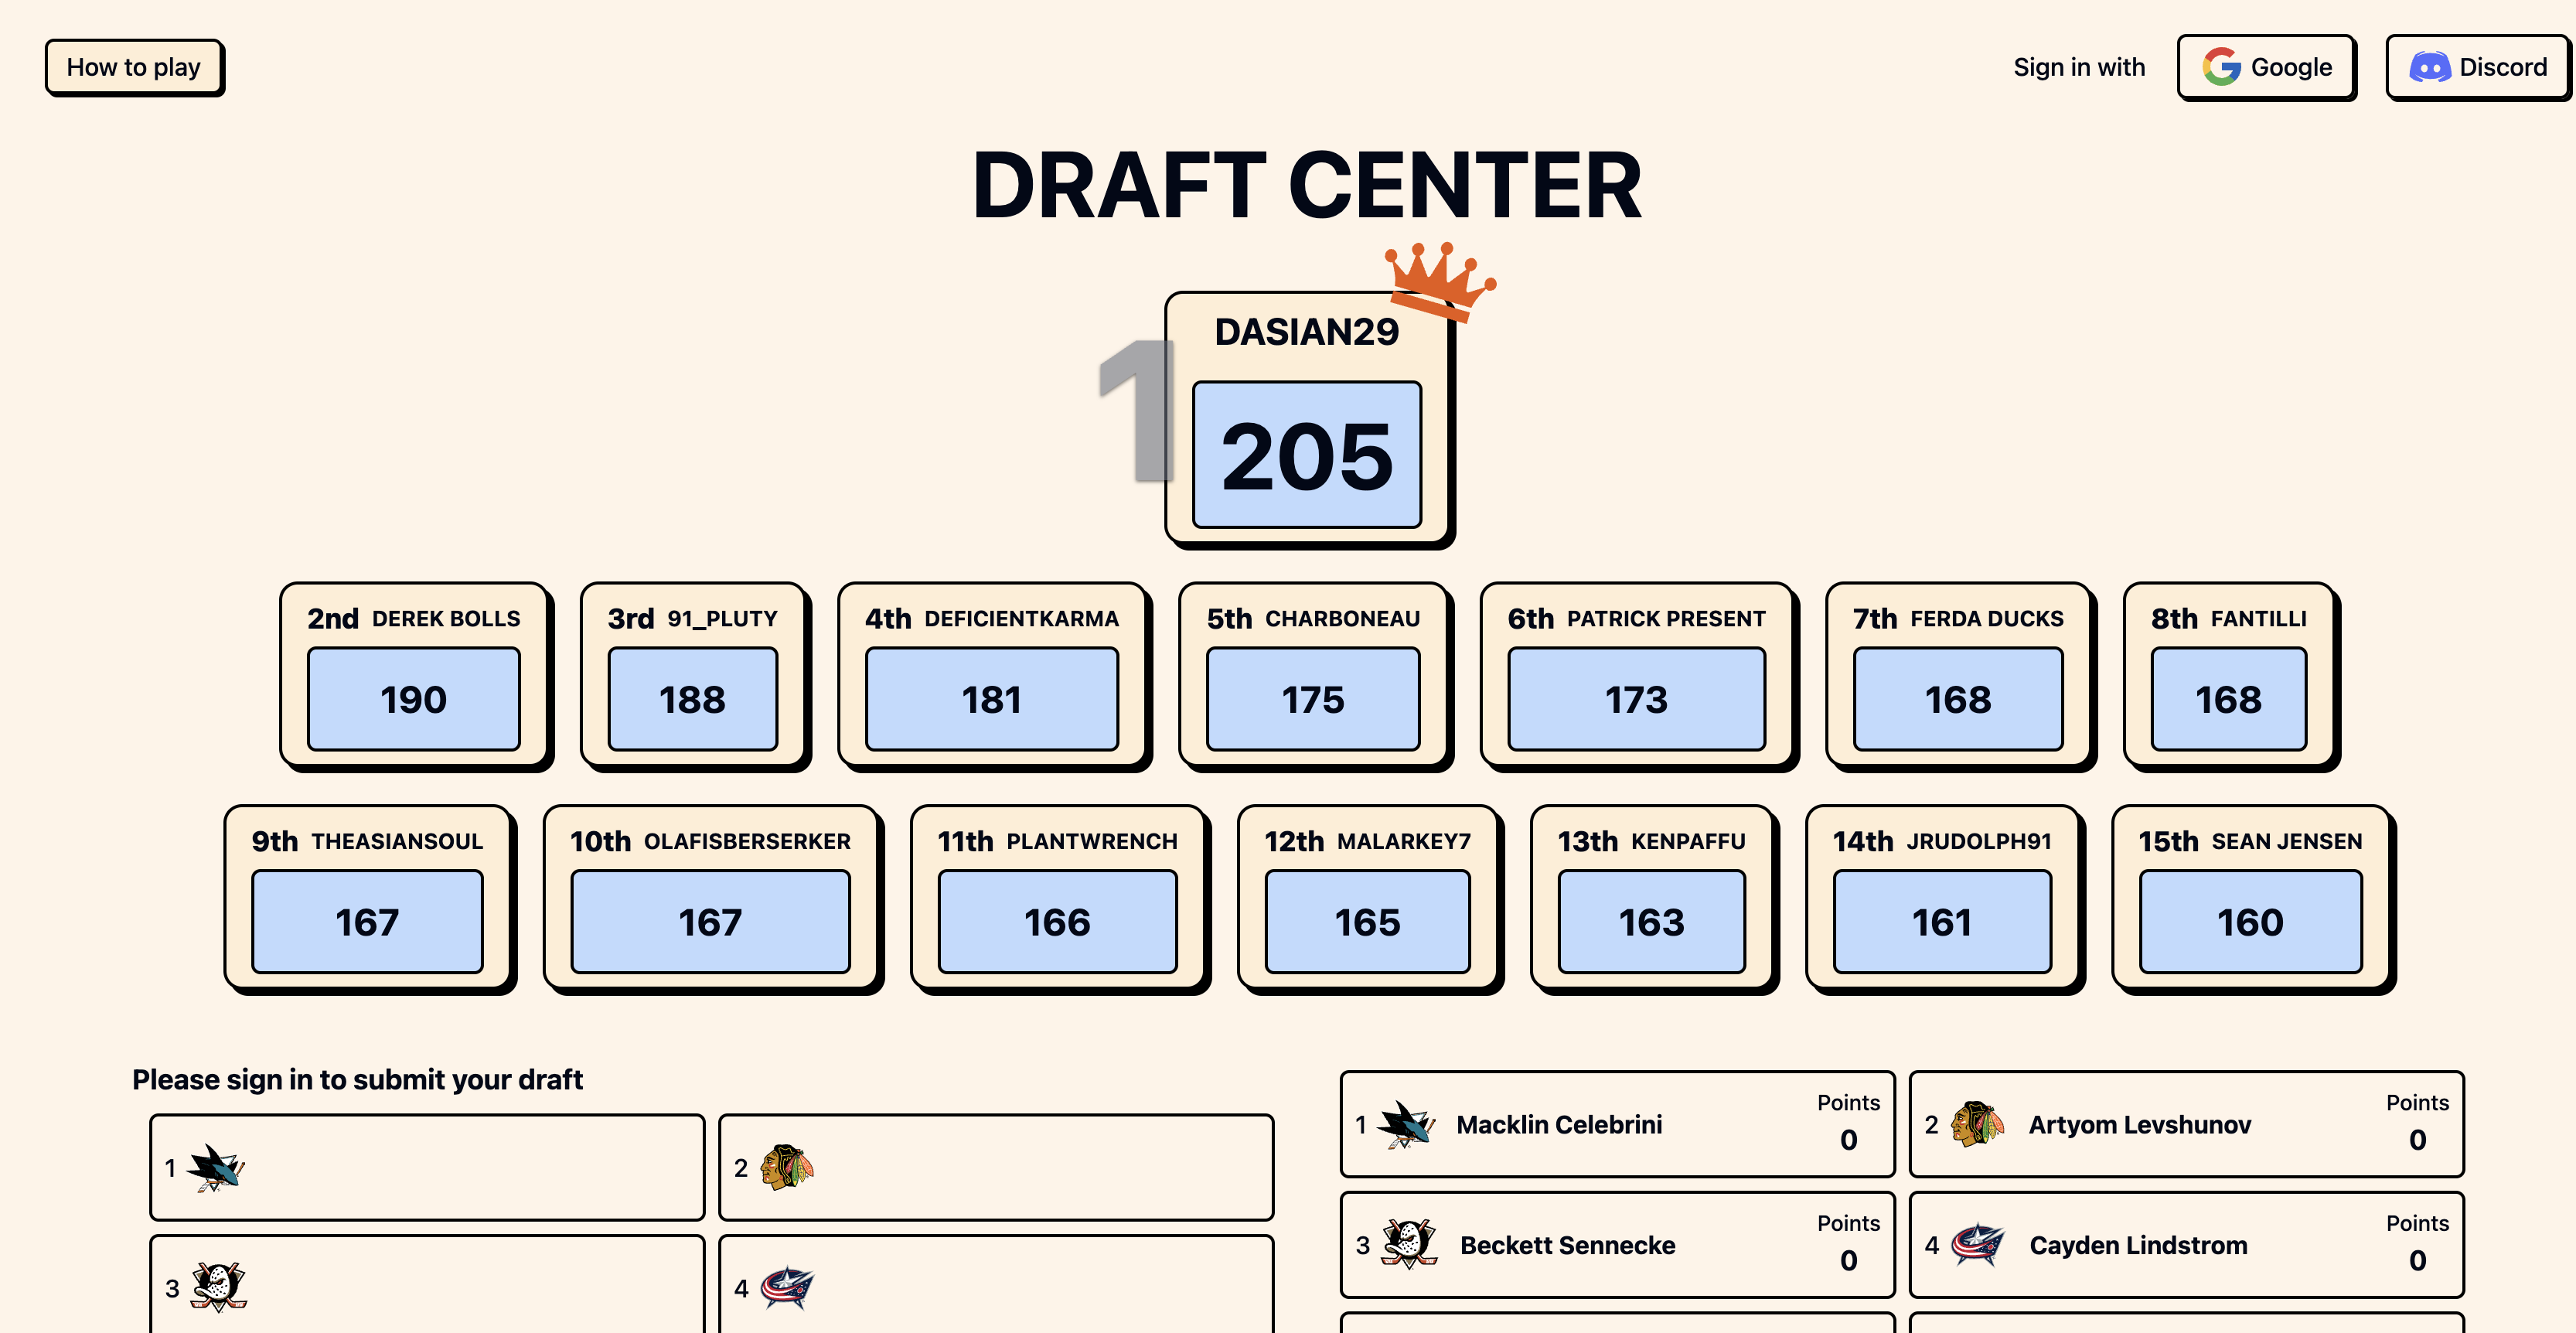 How to play
Sign in with Google Discord
DRAFT CENTER
1
DASIAN29
205
2nd DEREK BOLLS
190
3rd 91_PLUTY
188
4th DEFICIENTKARMA
181
5th CHARBONEAU
175
6th PATRICK PRESENT
173
7th FERDA DUCKS
168
8th FANTILLI
168
9th THEASIANSOUL
167
10th OLAFISBERSERKER
167
11th PLANTWRENCH
166
12th MALARKEY7
165
13th KENPAFFU
163
14th JRUDOLPH91
161
15th SEAN JENSEN
160
Please sign in to submit your draft
1
2
3
4
1 Macklin Celebrini Points 0
2 Artyom Levshunov Points 0
3 Beckett Sennecke Points 0
4 Cayden Lindstrom Points 0